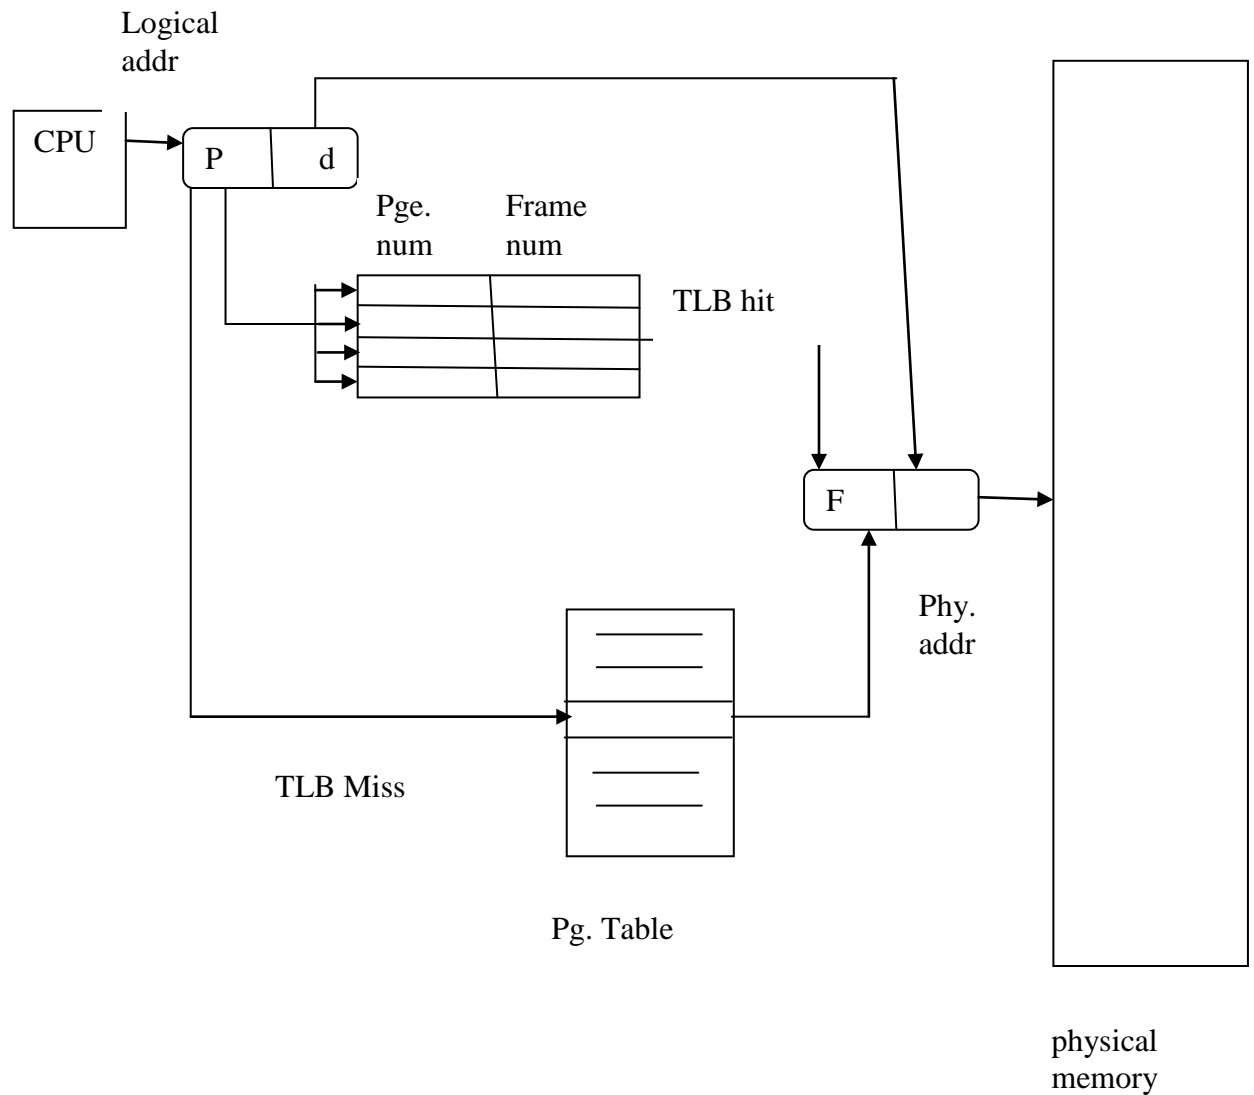 Logical
addr
CPU
P d
Pge. Frame
num num
TLB hit
F
Phy.
addr
TLB Miss
Pg. Table
physical
memory